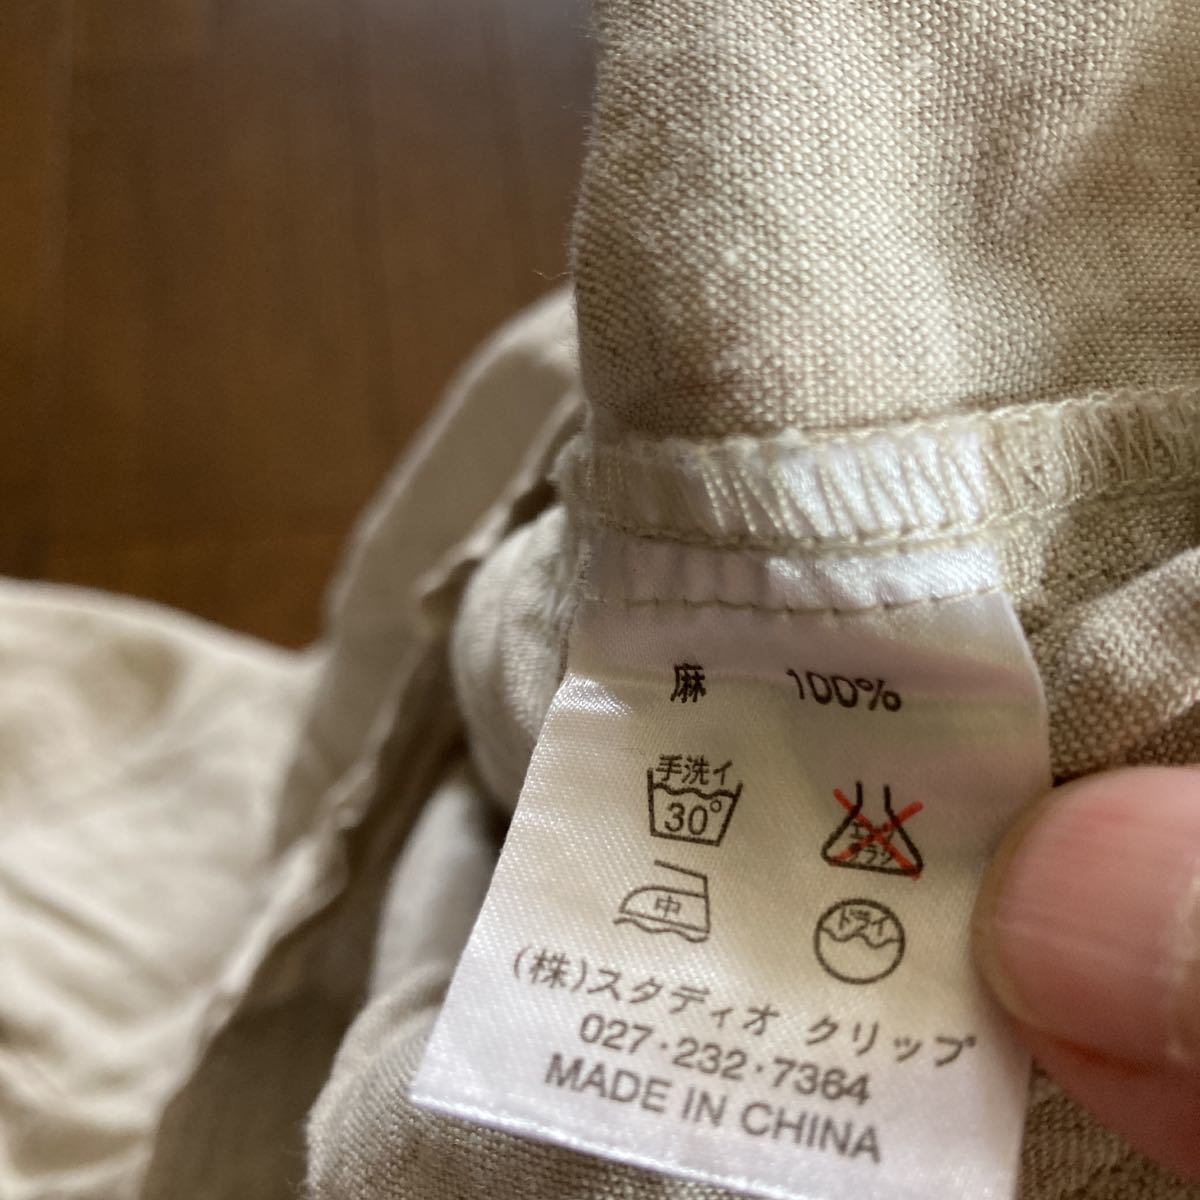 麻 100%
手洗イ
30°
エンソ
サラシ
中
ドライ
(株)スタディオ クリップ
027・232・7364
MADE IN CHINA